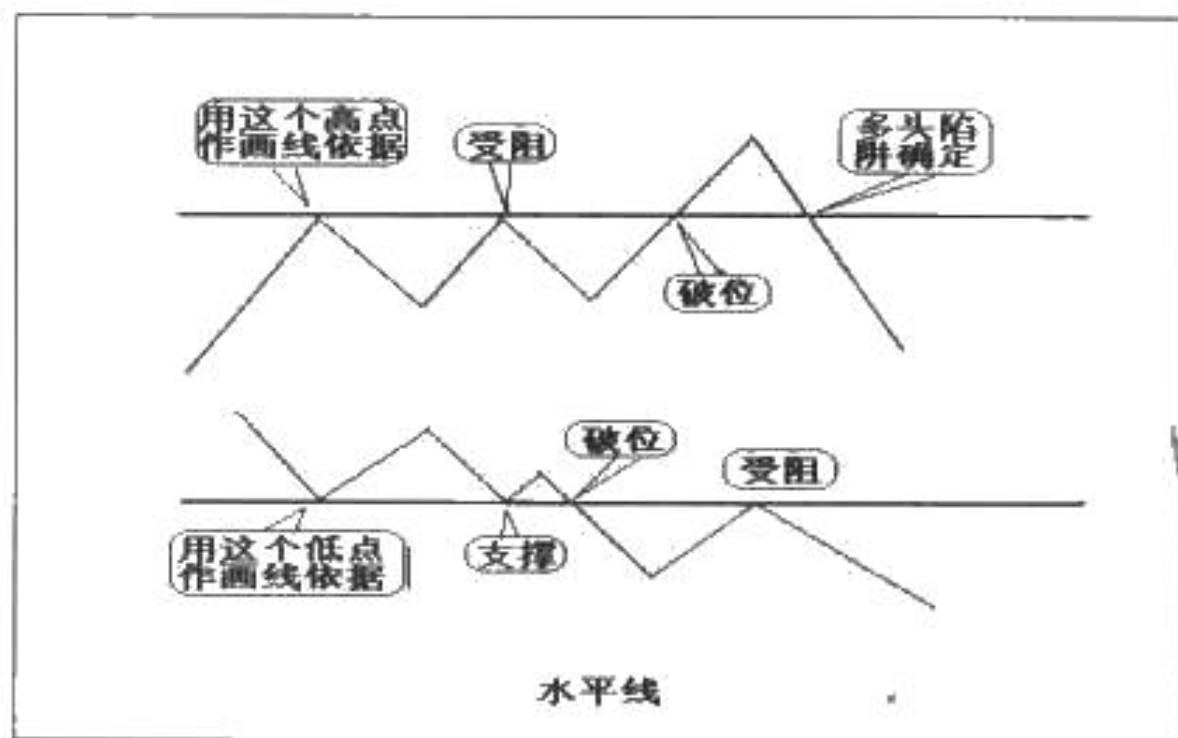 用这个高点
作画线依据
受阻
多头陷
阱确定
破位
破位
受阻
用这个低点
作画线依据
支撑
水平线